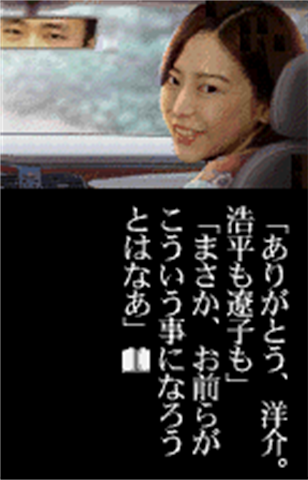 「ありがとう、洋介。
浩平も遼子も」
「まさか、お前らが
こういう事になろう
とはなあ」